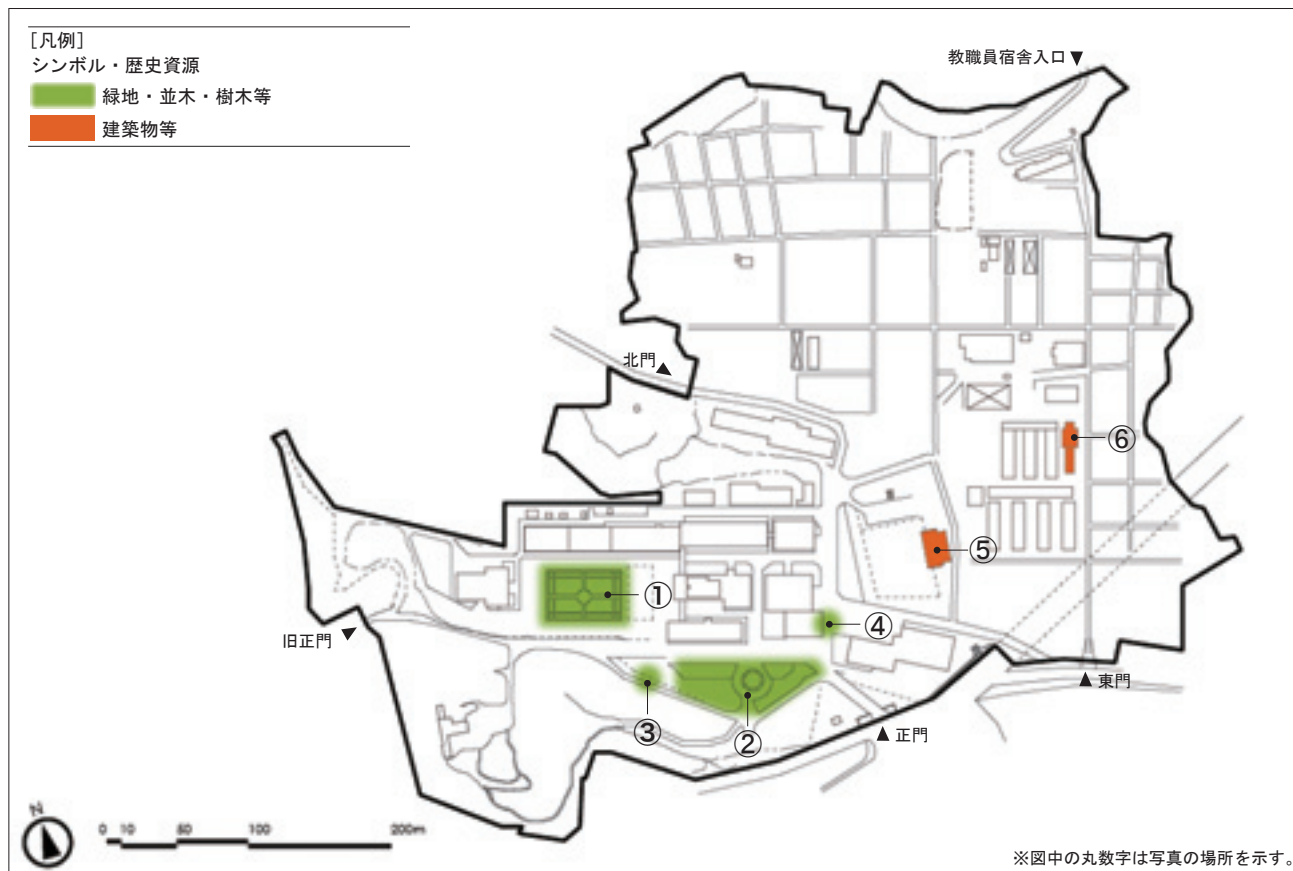 [凡例]
シンボル・歴史資源
緑地・並木・樹木等
建築物等
教職員宿舎入口▼
北門▲
⑥
⑤
①
④
旧正門▲
③
②
▲東門
▲正門
N
0 10 50 100 200m
※図中の丸数字は写真の場所を示す。